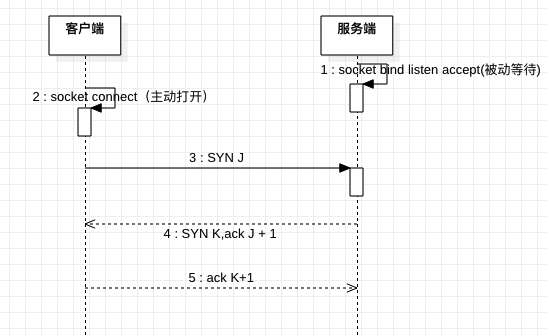 客户端
服务端
1 : socket bind listen accept(被动等待)
2 : socket connect（主动打开）
3 : SYN J
4 : SYN K,ack J + 1
5 : ack K+1